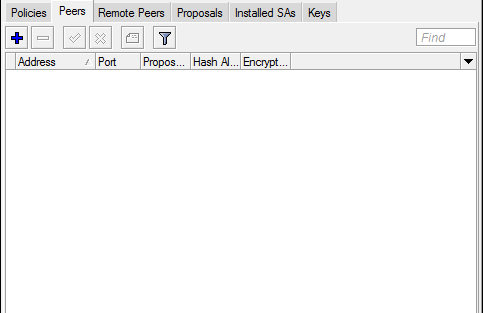 Policies Peers Remote Peers Proposals Installed SAs Keys
Find
Address / Port Propos... Hash Al... Encrypt...